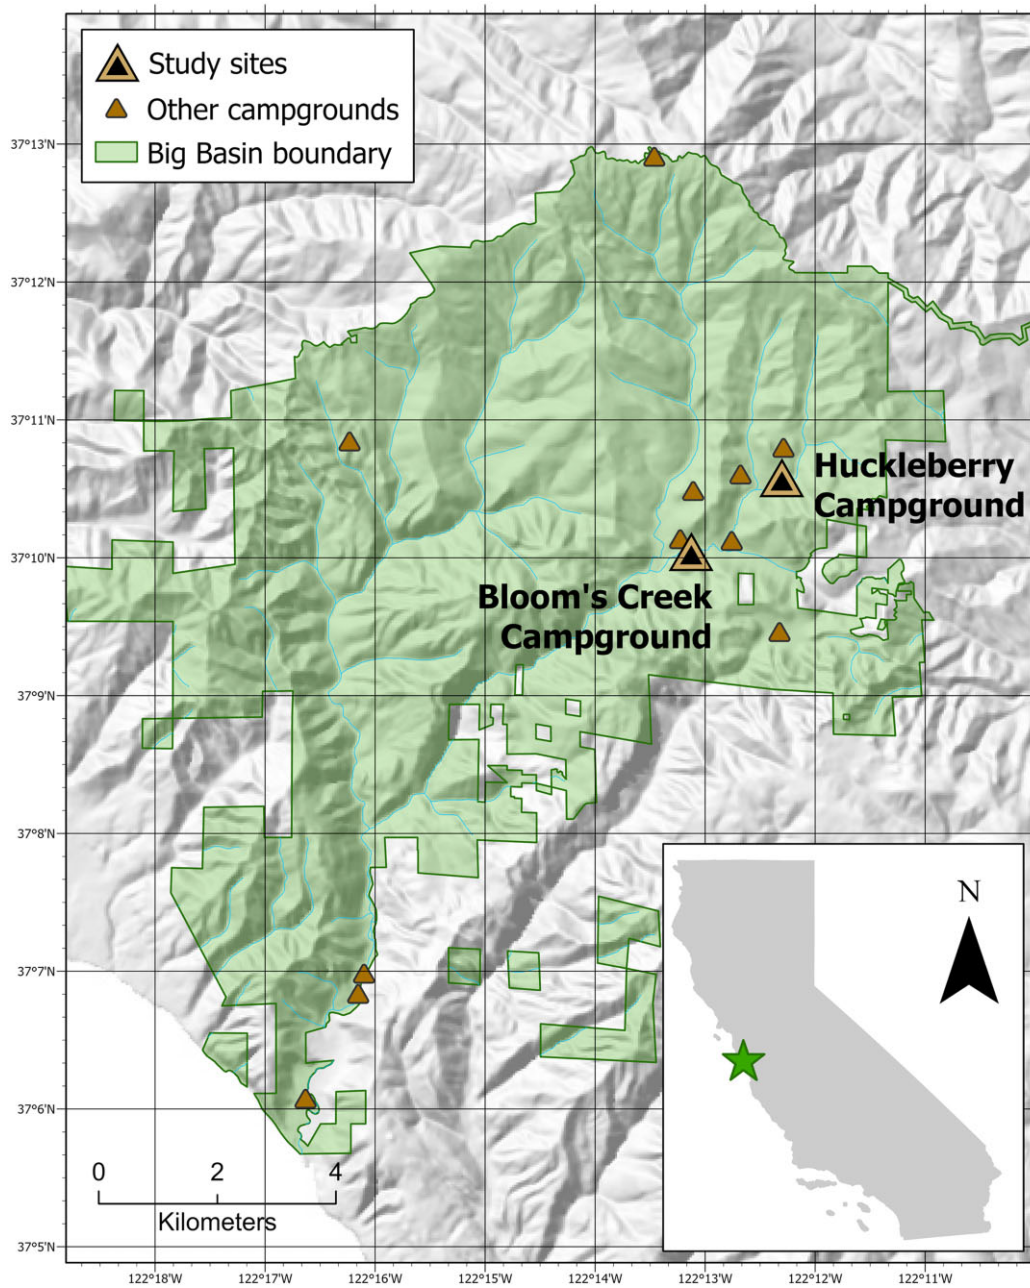 Study sites
Other campgrounds
Big Basin boundary
37°13'N
37°12'N
37°11'N
Huckleberry
Campground
37°10'N
Bloom's Creek
Campground
37°9'N
37°8'N
N
37°7'N
37°6'N
0 2 4
Kilometers
37°5'N
122°18'W 122°17'W 122°16'W 122°15'W 122°14'W 122°13'W 122°12'W 122°11'W